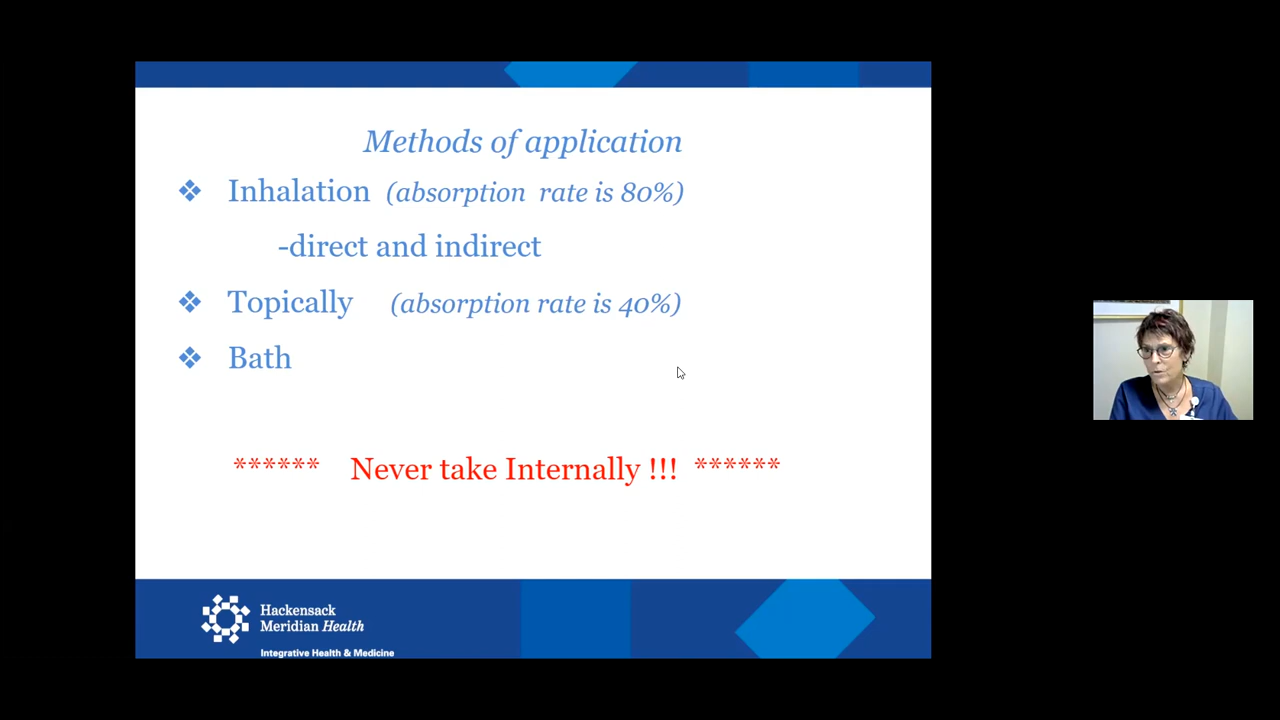 Methods of application
❖ Inhalation (absorption rate is 80%)
-direct and indirect
❖ Topically (absorption rate is 40%)
❖ Bath
****** Never take Internally !!! ******
Hackensack
Meridian Health
Integrative Health & Medicine